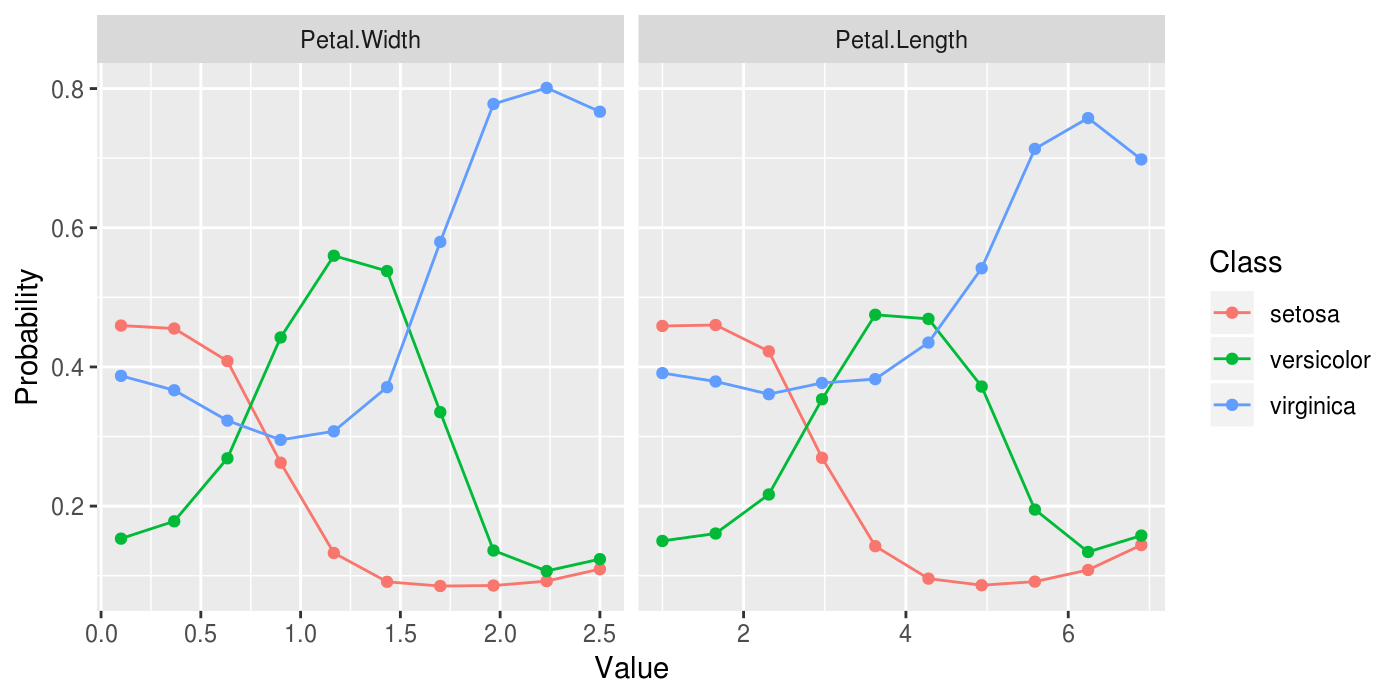 Petal.Width
Petal.Length
0.8
0.6
0.4
0.2
Probability
0.0 0.5 1.0 1.5 2.0 2.5
2 4 6
Value
Class
setosa
versicolor
virginica